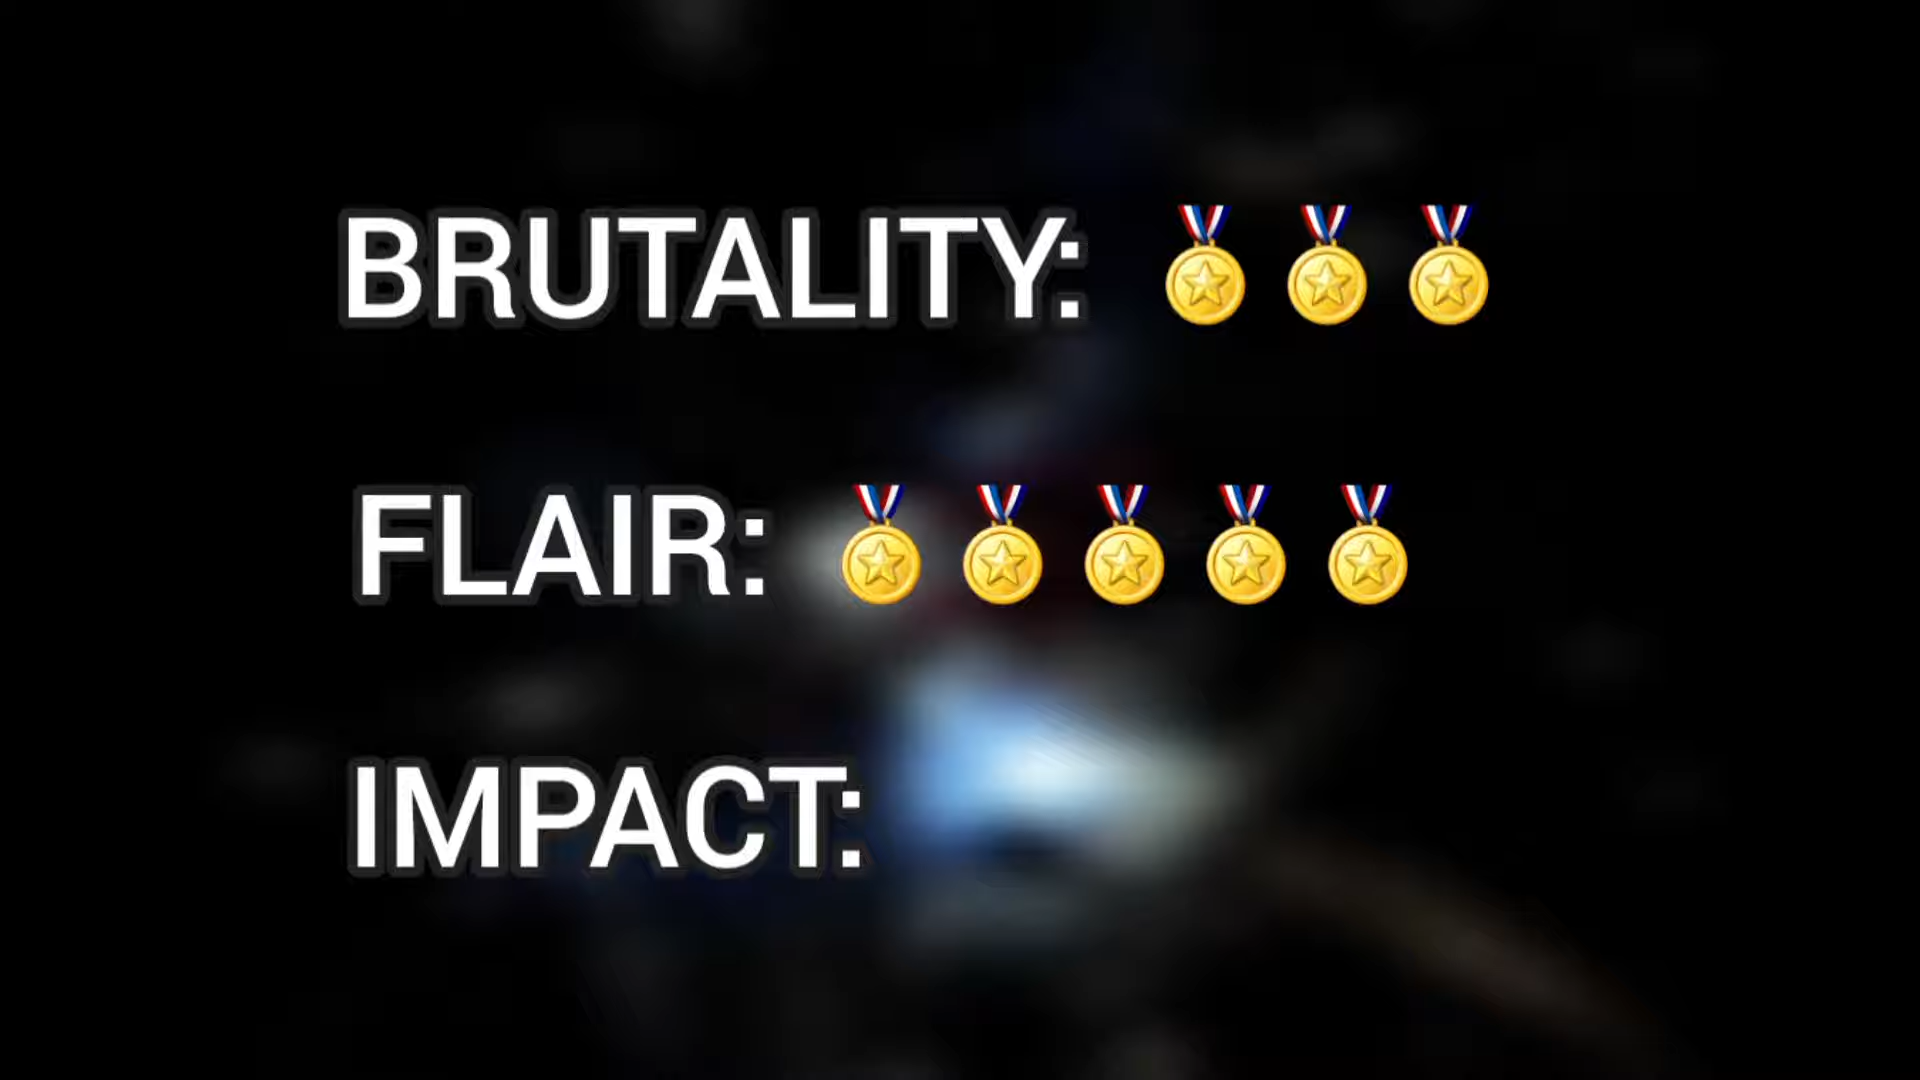 BRUTALITY: 🏅 🏅 🏅
FLAIR: 🏅 🏅 🏅 🏅 🏅
IMPACT: